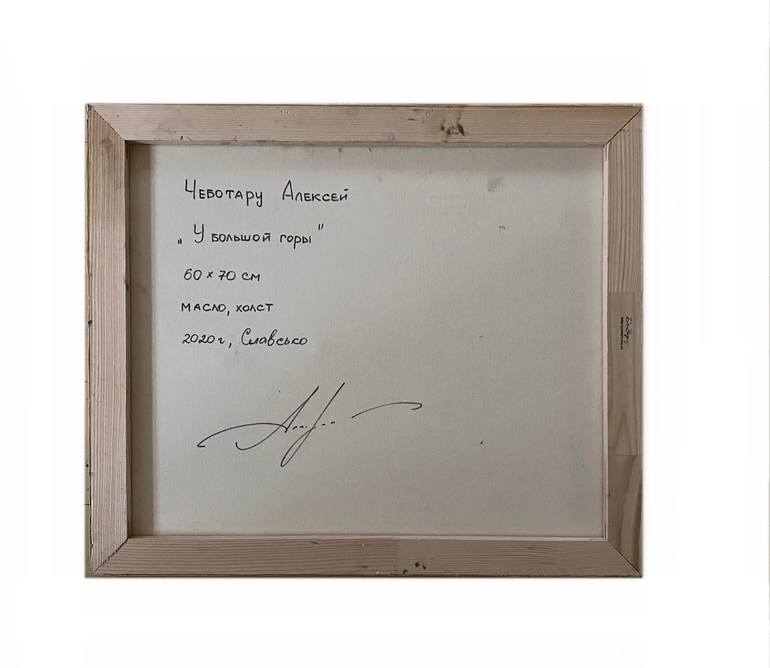 Чеботару Алексей
„У большой горы"
60 x 70 см
масло, холст
2020 г, Славсько